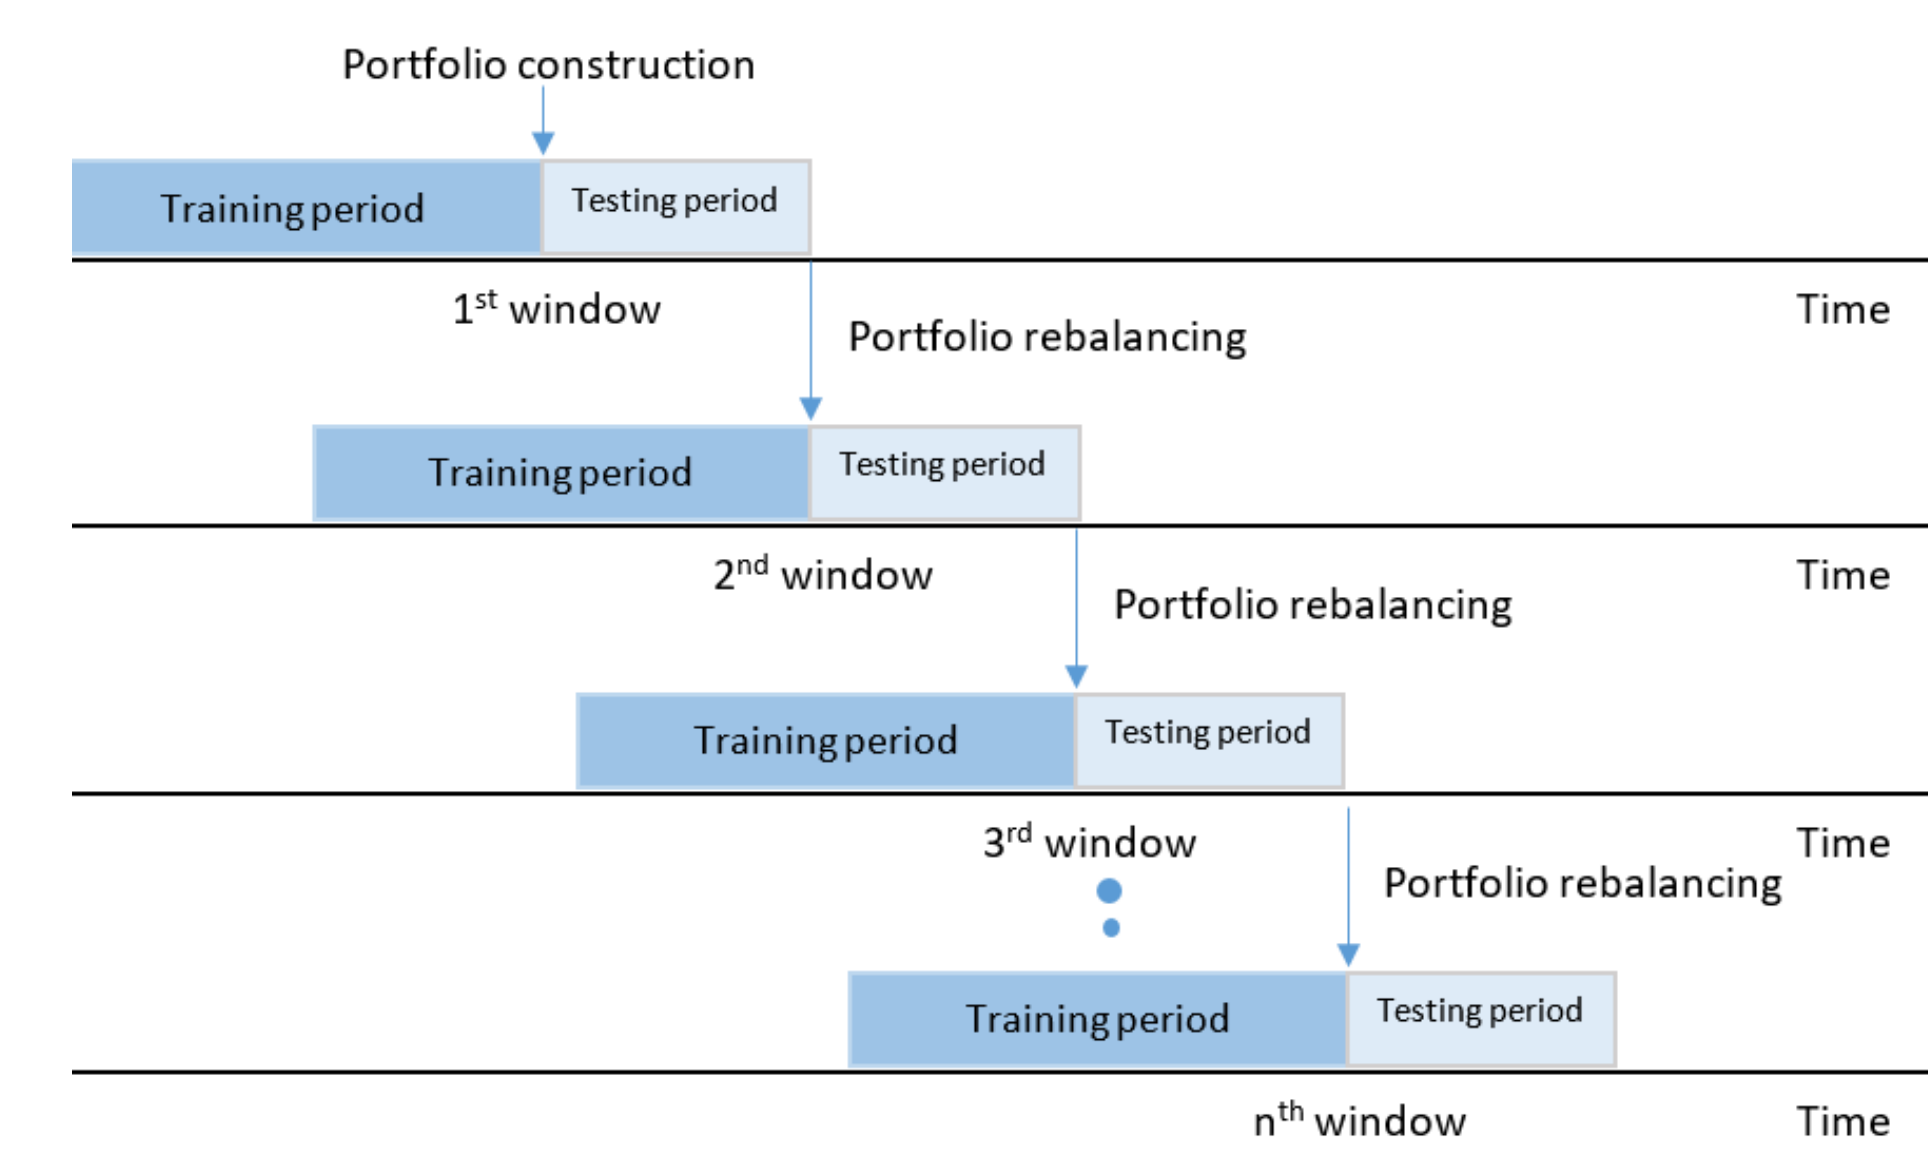 Portfolio construction
Training period
Testing period
1st window
Time
Portfolio rebalancing
Training period
Testing period
2nd window
Time
Portfolio rebalancing
Training period
Testing period
3rd window
Time
Portfolio rebalancing
Training period
Testing period
nth window
Time